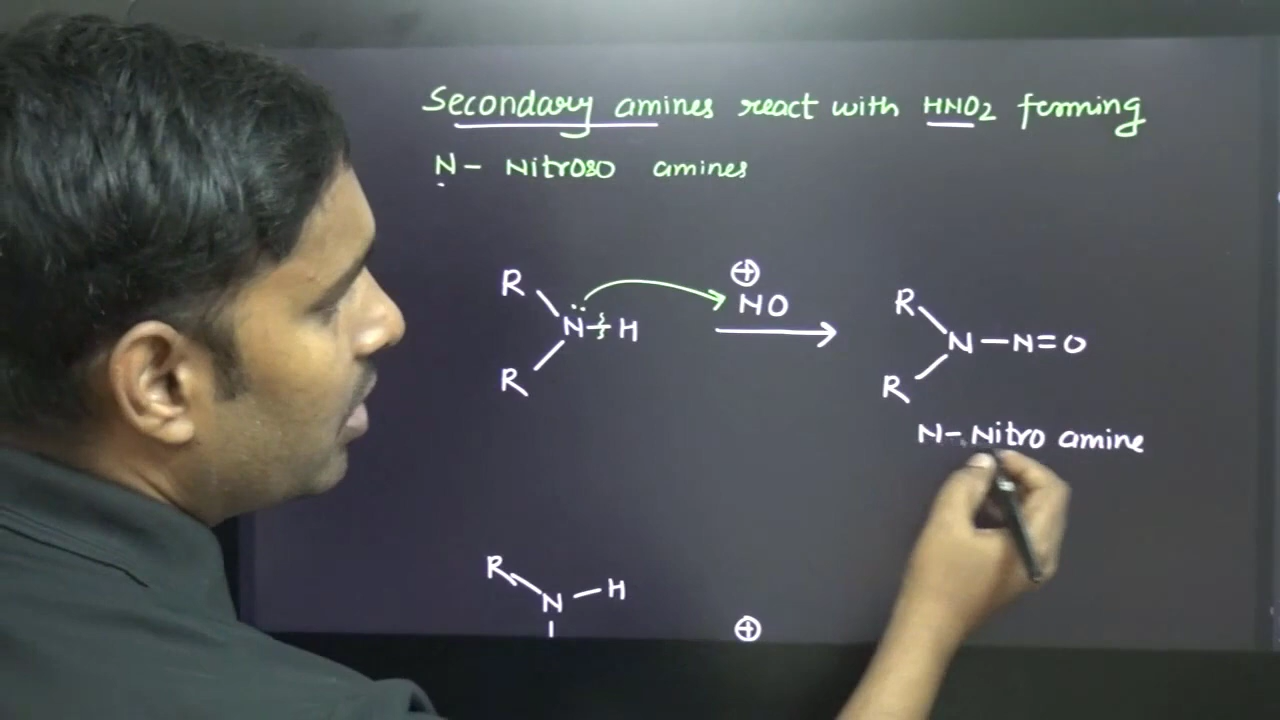 Secondary amines react with HNO2 forming
N- Nitroso amines
R
⊕
NO
N-H
R
R
N-N=O
R
N-Nitro amine
R
N-H
⊕